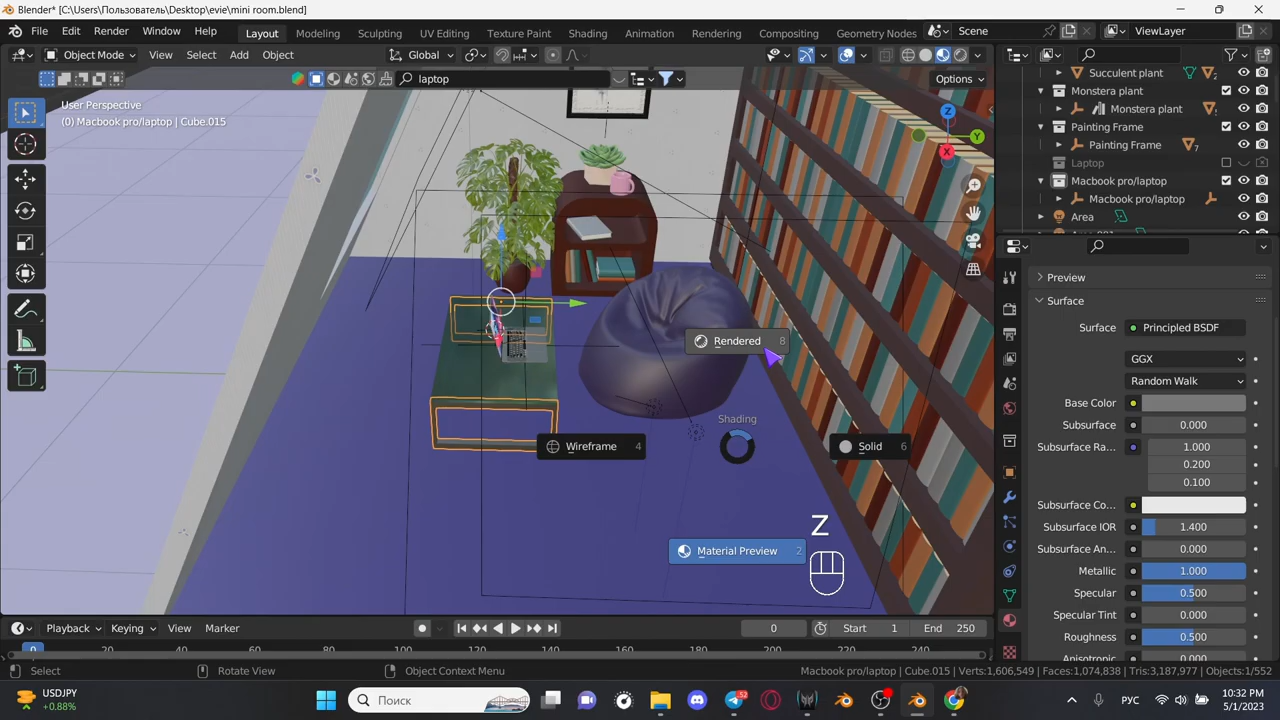 Blender* [C:\Users\Пользователь\Desktop\evie\mini room.blend]
File Edit Render Window Help
Layout Modeling Sculpting UV Editing Texture Paint Shading Animation Rendering Compositing Geometry Nodes
Scene
ViewLayer
Object Mode View Select Add Object
Global
laptop
Options
User Perspective
(0) Macbook pro/laptop | Cube.015
Z
Y
X
Rendered 8
Shading
Wireframe 4
Solid 6
Material Preview 2
Z
Succulent plant
2
Monstera plant
Monstera plant
Painting Frame
Painting Frame
7
Laptop
Macbook pro/laptop
Macbook pro/laptop
Area
Preview
Surface
Surface Principled BSDF
GGX
Random Walk
Base Color
Subsurface 0.000
Subsurface Ra... 1.000
0.200
0.100
Subsurface Co...
Subsurface IOR 1.400
Subsurface An... 0.000
Metallic 1.000
Specular 0.500
Specular Tint 0.000
Roughness 0.500
Anisotropic 0.000
Playback Keying View Marker
0 Start 1 End 250
0 20 40 60 80 100 120 140 160 180 200 220 240
Select Rotate View Object Context Menu
Macbook pro/laptop | Cube.015 | Verts:1,606,549 | Faces:1,074,838 | Tris:3,187,977 | Objects:1/552
USDJPY
+0.88%
Поиск
52
РУС
10:32 PM
5/1/2023